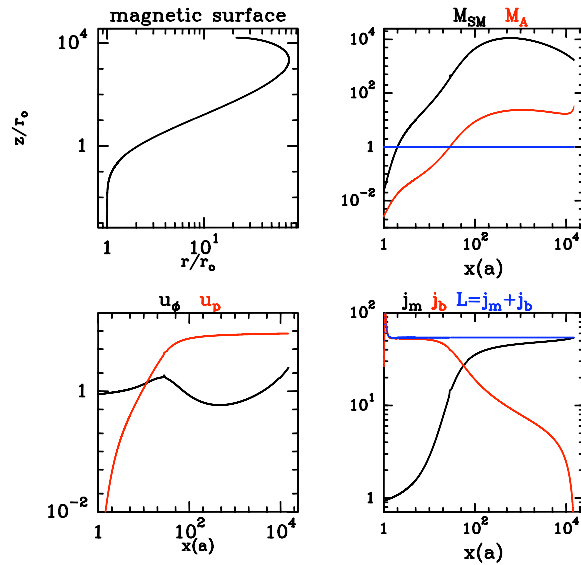 magnetic surface
M_SM M_A
10^4
1
z/r_o
1
10^1
r/r_o
10^4
10^2
1
10^-2
1
10^2
10^4
x(a)
u_ϕ u_p
1
10^-2
1
10^2
10^4
x(a)
j_m j_b L=j_m+j_b
10^2
10^1
1
1
10^2
10^4
x(a)